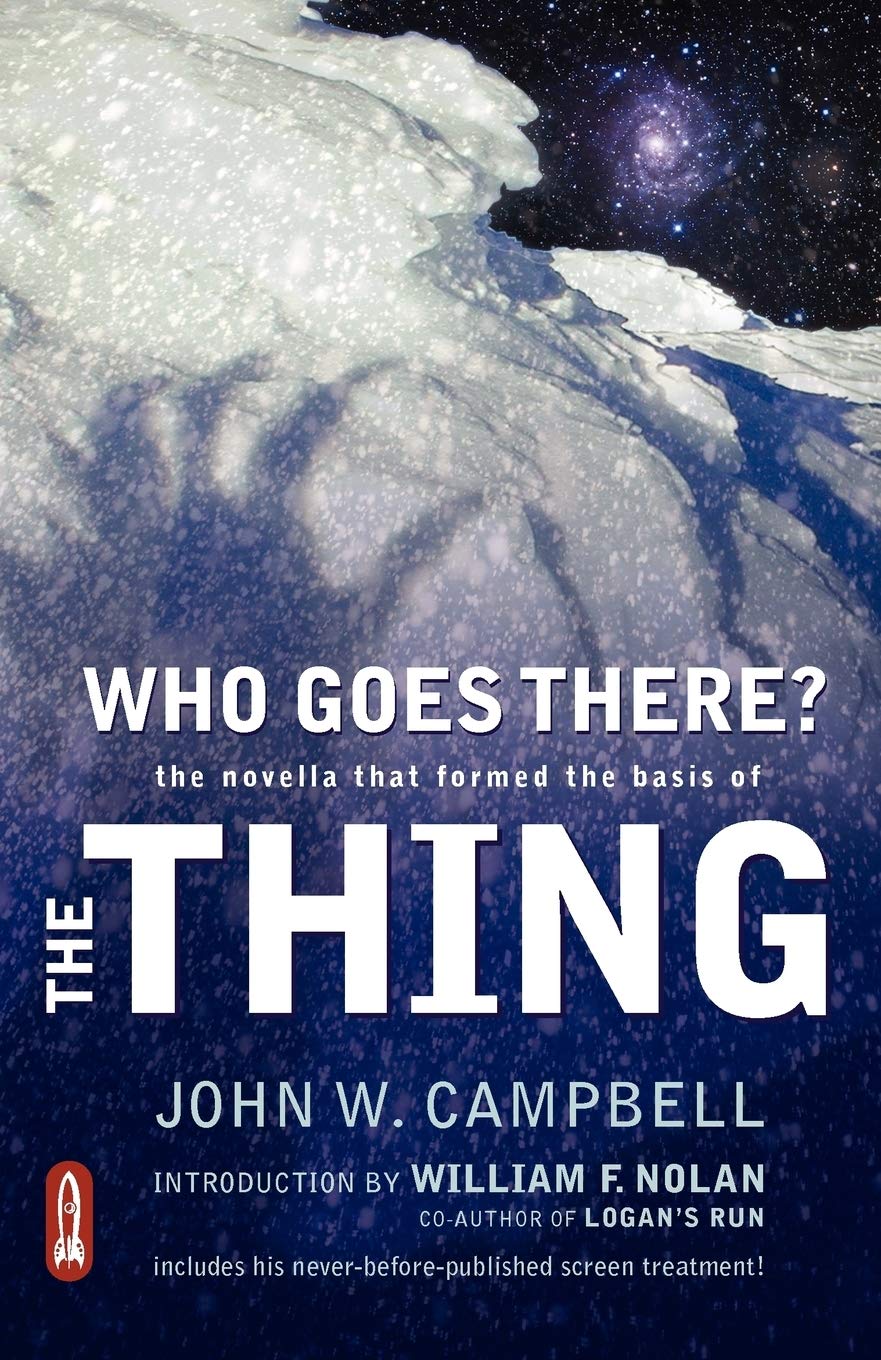 WHO GOES THERE?
the novella that formed the basis of
THE THING
JOHN W. CAMPBELL
INTRODUCTION BY WILLIAM F. NOLAN
CO-AUTHOR OF LOGAN'S RUN
includes his never-before-published screen treatment!